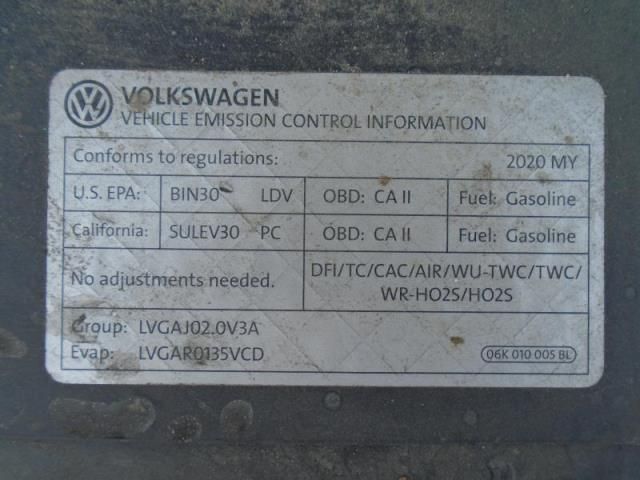 VOLKSWAGEN
VEHICLE EMISSION CONTROL INFORMATION
Conforms to regulations: 2020 MY
U.S. EPA: BIN30 LDV OBD: CA II Fuel: Gasoline
California: SULEV30 PC OBD: CA II Fuel: Gasoline
No adjustments needed. DFI/TC/CAC/AIR/WU-TWC/TWC/
WR-HO2S/HO2S
Group: LVGAJ02.0V3A
Evap: LVGAR0135VCD
06K 010 005 BL